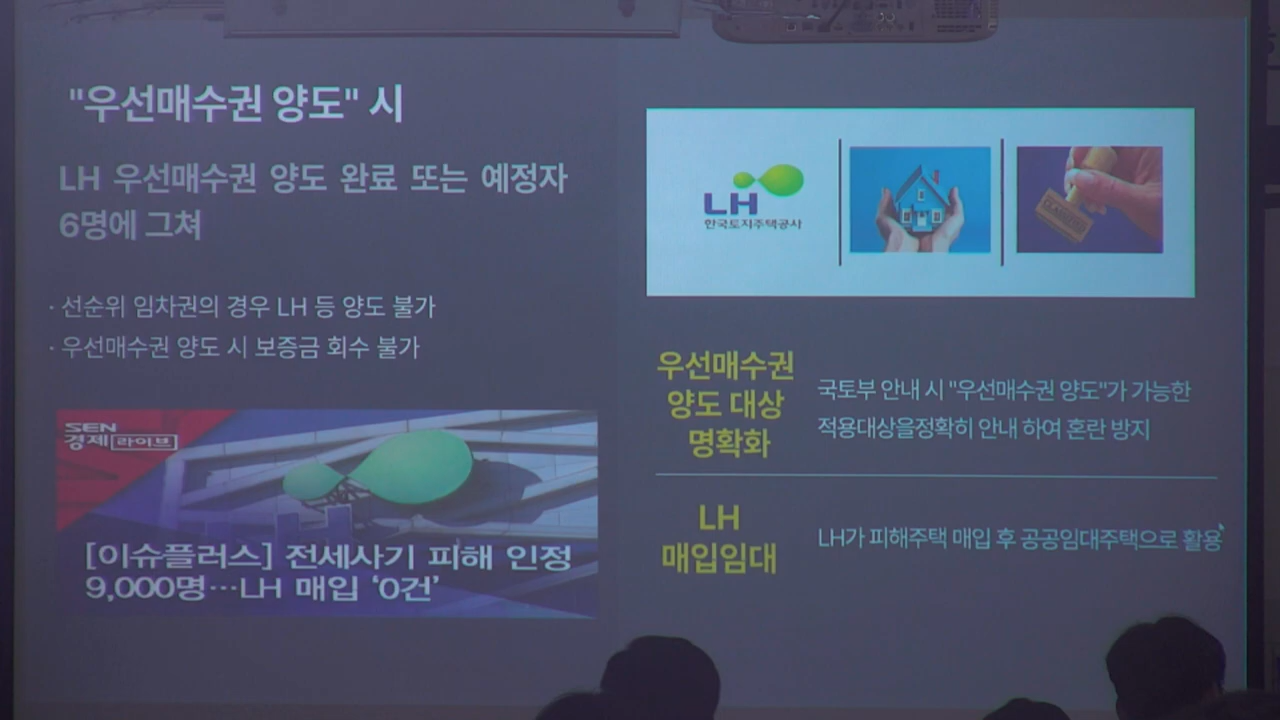 "우선매수권 양도" 시
LH 우선매수권 양도 완료 또는 예정자
6명에 그쳐
· 선순위 임차권의 경우 LH 등 양도 불가
· 우선매수권 양도 시 보증금 회수 불가
SEN
경제라이브
[이슈플러스] 전세사기 피해 인정
9,000명…LH 매입 ‘0건’
LH
한국토지주택공사
우선매수권
양도 대상
명확화
국토부 안내 시 "우선매수권 양도"가 가능한
적용대상을정확히 안내 하여 혼란 방지
LH
매입임대
LH가 피해주택 매입 후 공공임대주택으로 활용`